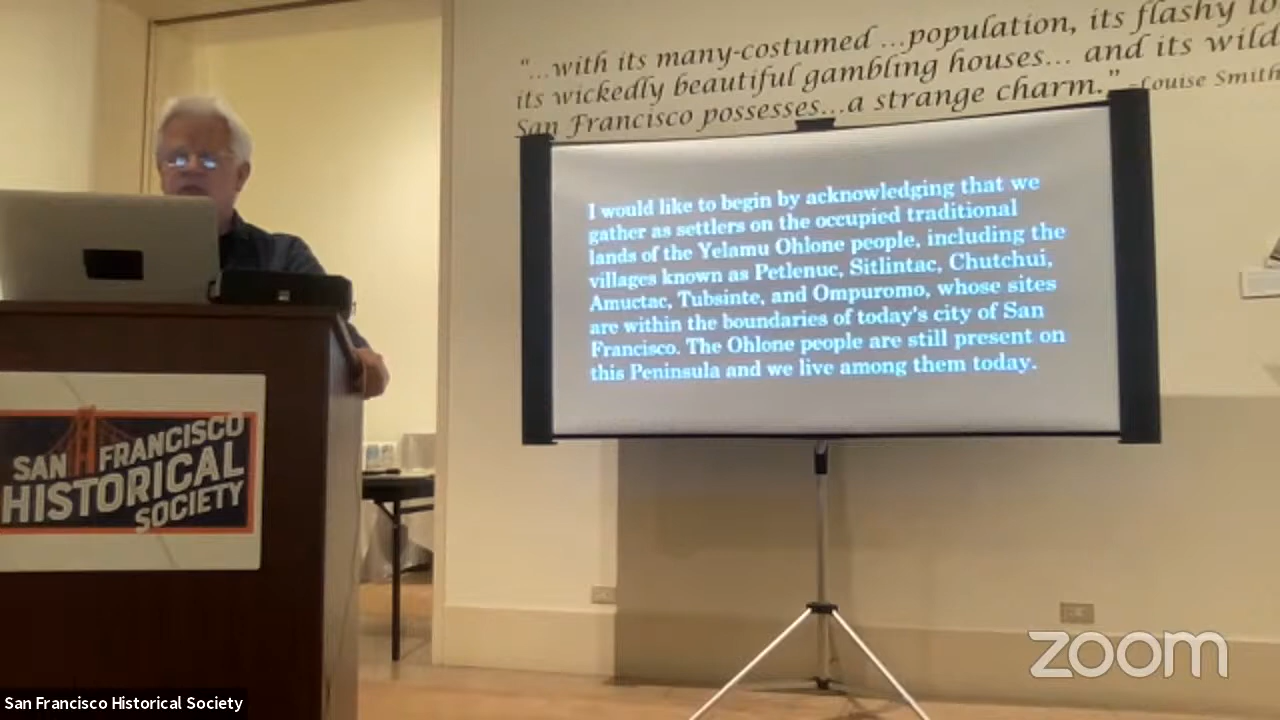 "...with its many-costumed ...population, its flashy
its wickedly beautiful gambling houses... and its wild
San Francisco possesses...a strange charm." -Louise Smith
I would like to begin by acknowledging that we
gather as settlers on the occupied traditional
lands of the Yelamu Ohlone people, including the
villages known as Petlenuc, Sitlintac, Chutchui,
Amuctac, Tubsinte, and Ompuromo, whose sites
are within the boundaries of today's city of San
Francisco. The Ohlone people are still present on
this Peninsula and we live among them today.
SAN FRANCISCO
HISTORICAL
SOCIETY
zoom
San Francisco Historical Society